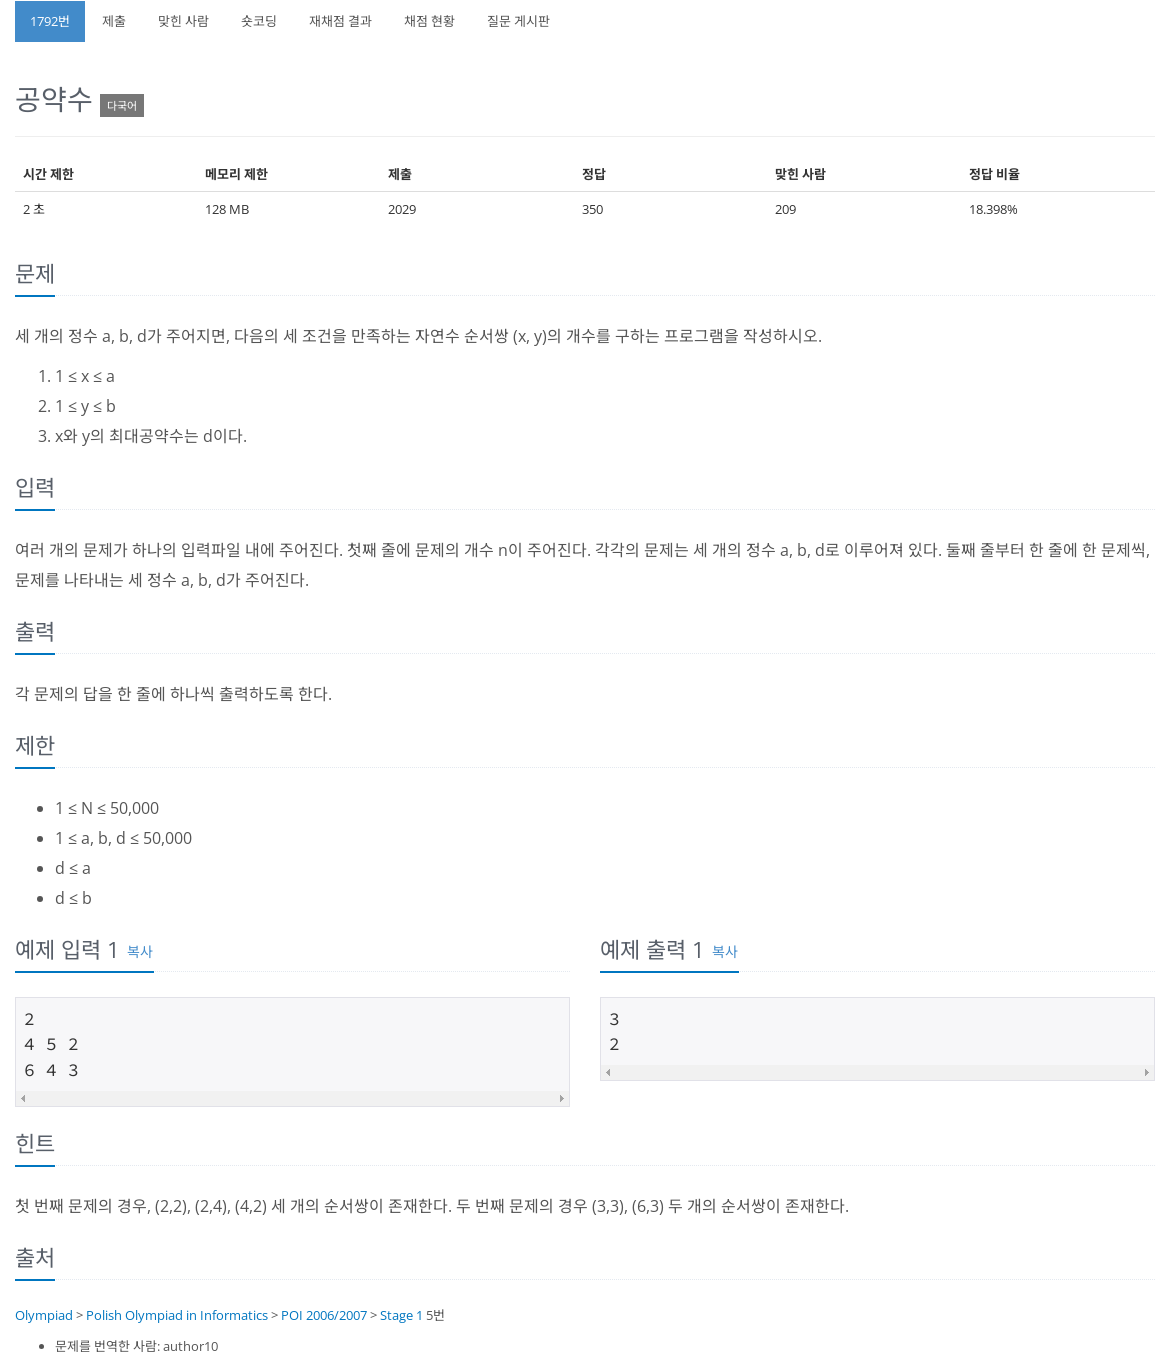 1792번 제출 맞힌 사람 숏코딩 재채점 결과 채점 현황 질문 게시판
공약수 다국어
시간 제한 메모리 제한 제출 정답 맞힌 사람 정답 비율
2 초 128 MB 2029 350 209 18.398%
문제
세 개의 정수 a, b, d가 주어지면, 다음의 세 조건을 만족하는 자연수 순서쌍 (x, y)의 개수를 구하는 프로그램을 작성하시오.
1. 1 ≤ x ≤ a
2. 1 ≤ y ≤ b
3. x와 y의 최대공약수는 d이다.
입력
여러 개의 문제가 하나의 입력파일 내에 주어진다. 첫째 줄에 문제의 개수 n이 주어진다. 각각의 문제는 세 개의 정수 a, b, d로 이루어져 있다. 둘째 줄부터 한 줄에 한 문제씩,
문제를 나타내는 세 정수 a, b, d가 주어진다.
출력
각 문제의 답을 한 줄에 하나씩 출력하도록 한다.
제한
• 1 ≤ N ≤ 50,000
• 1 ≤ a, b, d ≤ 50,000
• d ≤ a
• d ≤ b
예제 입력 1 복사
2
4 5 2
6 4 3
예제 출력 1 복사
3
2
힌트
첫 번째 문제의 경우, (2,2), (2,4), (4,2) 세 개의 순서쌍이 존재한다. 두 번째 문제의 경우 (3,3), (6,3) 두 개의 순서쌍이 존재한다.
출처
Olympiad > Polish Olympiad in Informatics > POI 2006/2007 > Stage 1 5번
• 문제를 번역한 사람: author10